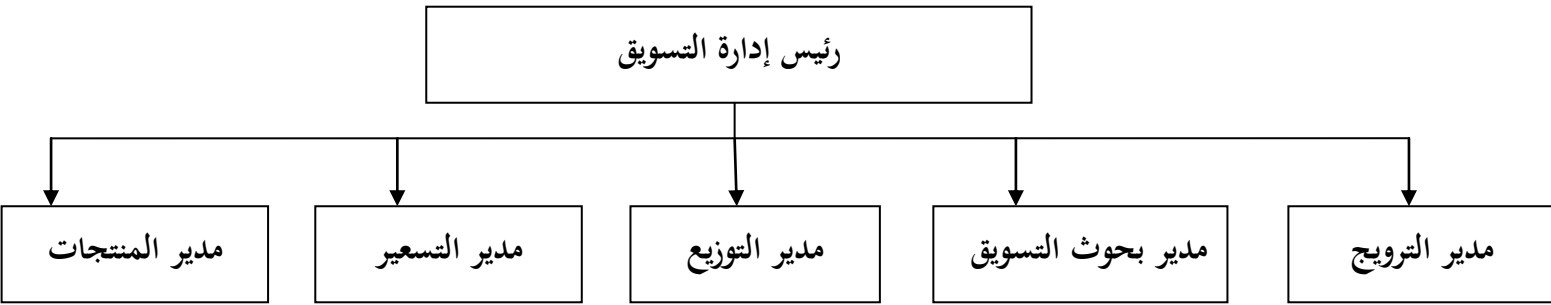 رئيس إدارة التسويق
مدير الترويج
مدير بحوث التسويق
مدير التوزيع
مدير التسعير
مدير المنتجات